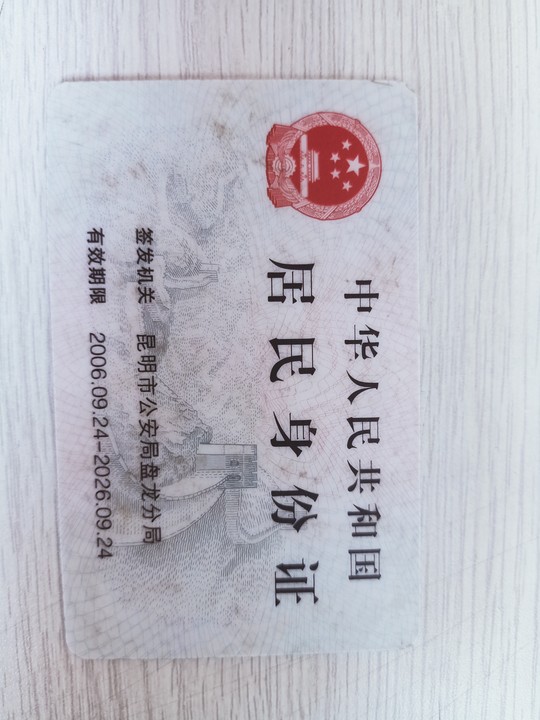 中华人民共和国
居民身份证
签发机关 昆明市公安局盘龙分局
有效期限 2006.09.24-2026.09.24